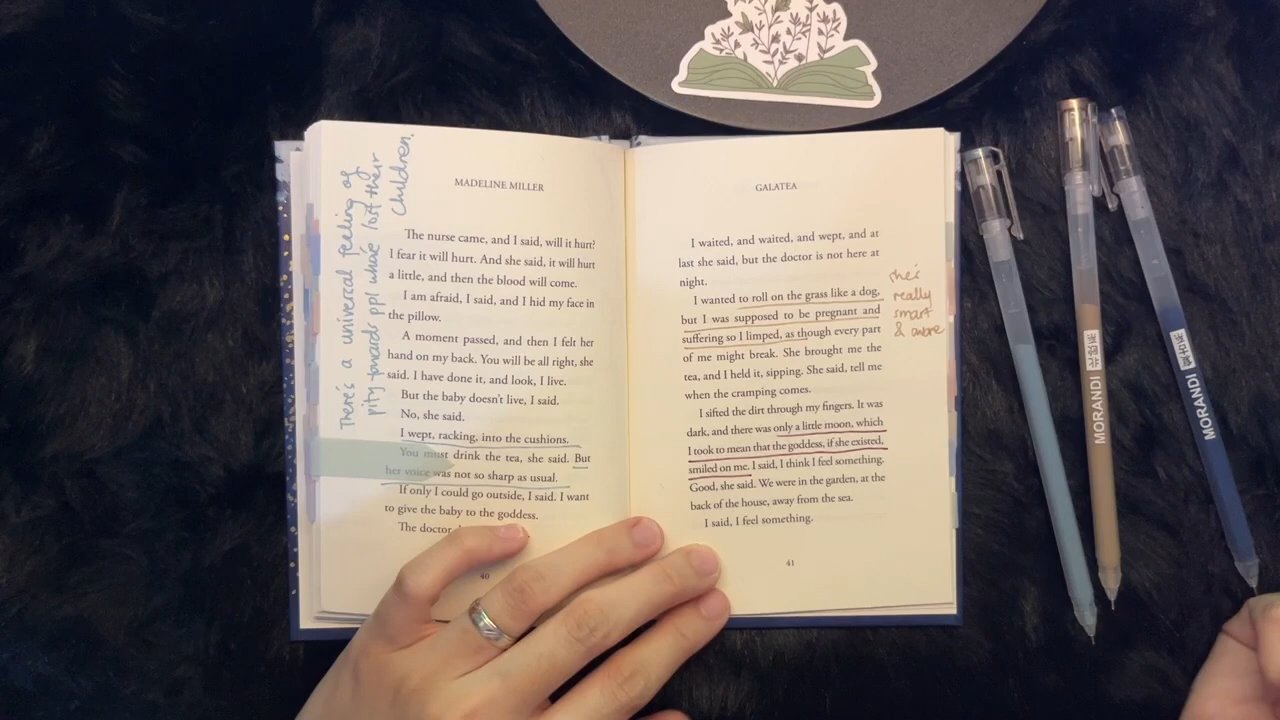 There's a universal feeling of
pity towards ppl who've lost their
children.
MADELINE MILLER
The nurse came, and I said, will it hurt?
I fear it will hurt. And she said, it will hurt
a little, and then the blood will come.
I am afraid, I said, and I hid my face in
the pillow.
A moment passed, and then I felt her
hand on my back. You will be all right, she
said. I have done it, and look, I live.
But the baby doesn't live, I said.
No, she said.
I wept, racking, into the cushions.
You must drink the tea, she said. But
her voice was not so sharp as usual.
If only I could go outside, I said. I want
to give the baby to the goddess.
The doctor
40
GALATEA
I waited, and waited, and wept, and at
last she said, but the doctor is not here at
night.
I wanted to roll on the grass like a dog,
but I was supposed to be pregnant and
suffering so I limped, as though every part
of me might break. She brought me the
tea, and I held it, sipping. She said, tell me
when the cramping comes.
I sifted the dirt through my fingers. It was
dark, and there was only a little moon, which
I took to mean that the goddess, if she existed,
smiled on me. I said, I think I feel something.
Good, she said. We were in the garden, at the
back of the house, away from the sea.
I said, I feel something.
41
she's
really
smart
& aware
MORANDI
MORANDI